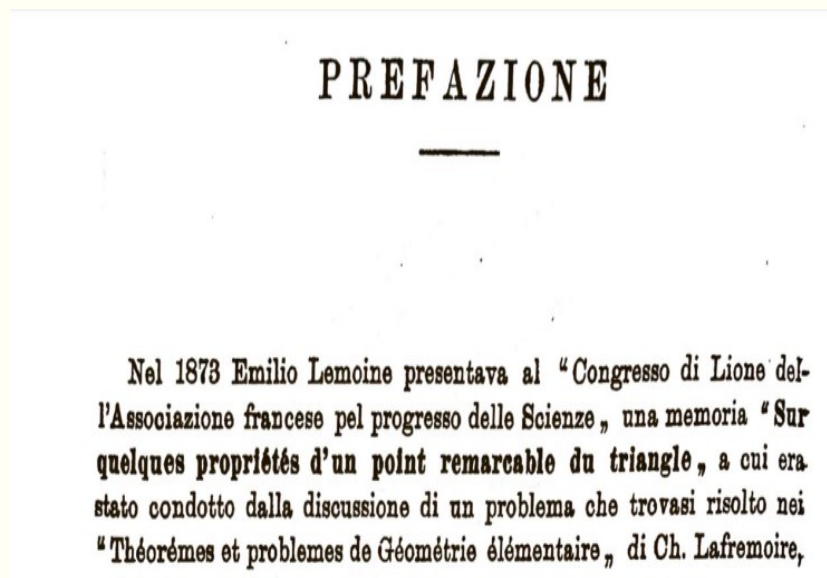 PREFAZIONE
Nel 1873 Emilio Lemoine presentava al “Congresso di Lione del-
l'Associazione francese pel progresso delle Scienze„ una memoria “Sur
quelques propriétés d'un point remarcable du triangle„ a cui era
stato condotto dalla discussione di un problema che trovasi risolto nei
“Théorémes et problemes de Géométrie élémentaire„ di Ch. Lafremoire,